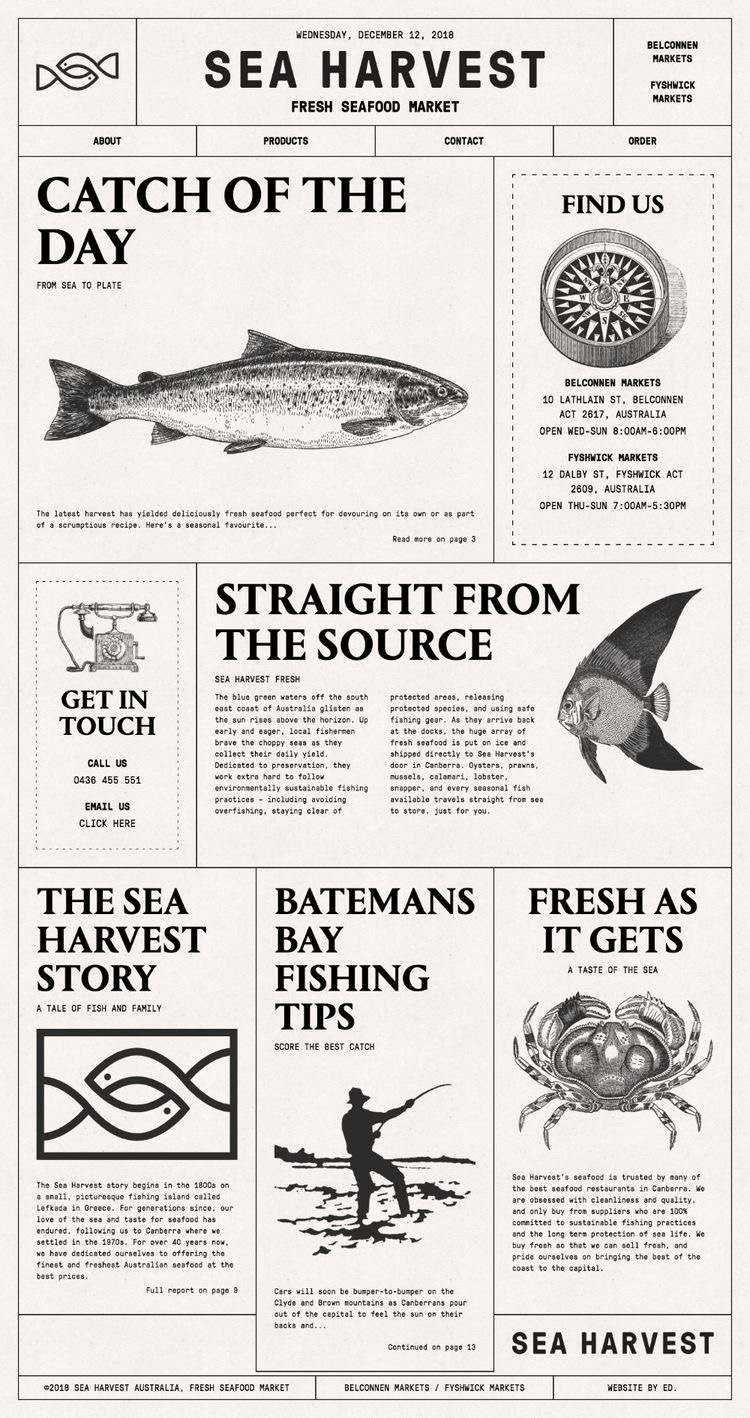 WEDNESDAY, DECEMBER 12, 2018
SEA HARVEST
FRESH SEAFOOD MARKET
BELCONNEN
MARKETS
FYSHWICK
MARKETS
ABOUT
PRODUCTS
CONTACT
ORDER
CATCH OF THE
DAY
FROM SEA TO PLATE
The latest harvest has yielded deliciously fresh seafood perfect for devouring on its own or as part
of a scrumptious recipe. Here's a seasonal favourite...
Read more on page 3
FIND US
N
NE
E
SE
S
SW
W
NW
BELCONNEN MARKETS
10 LATHLAIN ST, BELCONNEN
ACT 2617, AUSTRALIA
OPEN WED-SUN 8:00AM-6:00PM
FYSHWICK MARKETS
12 DALBY ST, FYSHWICK ACT
2609, AUSTRALIA
OPEN THU-SUN 7:00AM-5:30PM
GET IN
TOUCH
CALL US
0436 455 551
EMAIL US
CLICK HERE
STRAIGHT FROM
THE SOURCE
SEA HARVEST FRESH
The blue green waters off the south
east coast of Australia glisten as
the sun rises above the horizon. Up
early and eager, local fishermen
brave the choppy seas as they
collect their daily yield.
Dedicated to preservation, they
work extra hard to follow
environmentally sustainable fishing
practices – including avoiding
overfishing, staying clear of
protected areas, releasing
protected species, and using safe
fishing gear. As they arrive back
at the docks, the huge array of
fresh seafood is put on ice and
shipped directly to Sea Harvest's
door in Canberra. Oysters, prawns,
mussels, calamari, lobster,
snapper, and every seasonal fish
available travels straight from sea
to store, just for you.
THE SEA
HARVEST
STORY
A TALE OF FISH AND FAMILY
The Sea Harvest story begins in the 1800s on
a small, picturesque fishing island called
Lefkada in Greece. For generations since, our
love of the sea and taste for seafood has
endured, following us to Canberra where we
settled in the 1970s. For over 40 years now,
we have dedicated ourselves to offering the
finest and freshest Australian seafood at the
best prices.
Full report on page 9
BATEMANS
BAY
FISHING
TIPS
SCORE THE BEST CATCH
Cars will soon be bumper-to-bumper on the
Clyde and Brown mountains as Canberrans pour
out of the capital to feel the sun on their
backs and...
Continued on page 13
FRESH AS
IT GETS
A TASTE OF THE SEA
Sea Harvest's seafood is trusted by many of
the best seafood restaurants in Canberra. We
are obsessed with cleanliness and quality,
and only buy from suppliers who are 100%
committed to sustainable fishing practices
and the long term protection of sea life. We
buy fresh so that we can sell fresh, and
pride ourselves on bringing the best of the
coast to the capital.
SEA HARVEST
©2018 SEA HARVEST AUSTRALIA, FRESH SEAFOOD MARKET
BELCONNEN MARKETS / FYSHWICK MARKETS
WEBSITE BY ED.